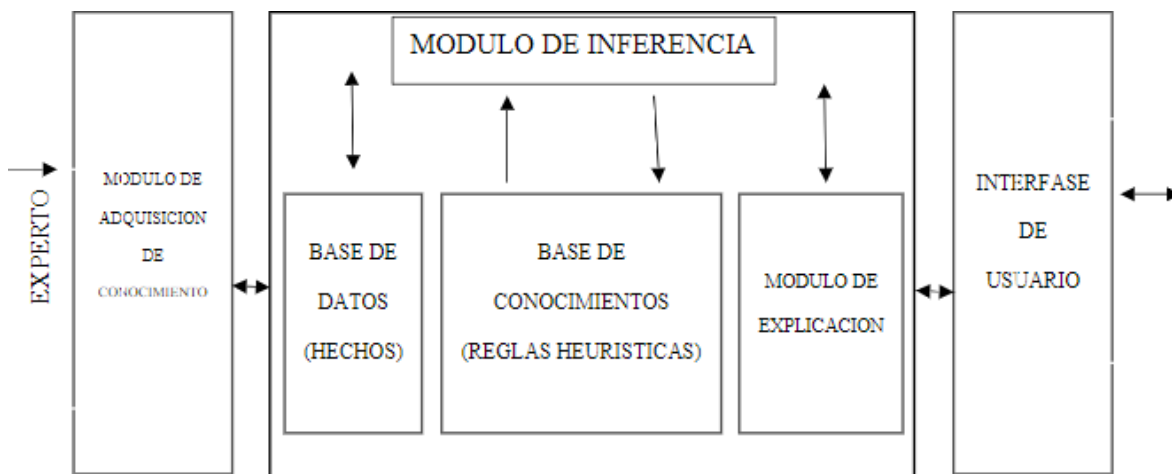 EXPERTO
MODULO DE
ADQUISICION
DE
CONOCIMIENTO
MODULO DE INFERENCIA
BASE DE
DATOS
(HECHOS)
BASE DE
CONOCIMIENTOS
(REGLAS HEURISTICAS)
MODULO DE
EXPLICACION
INTERFASE
DE
USUARIO